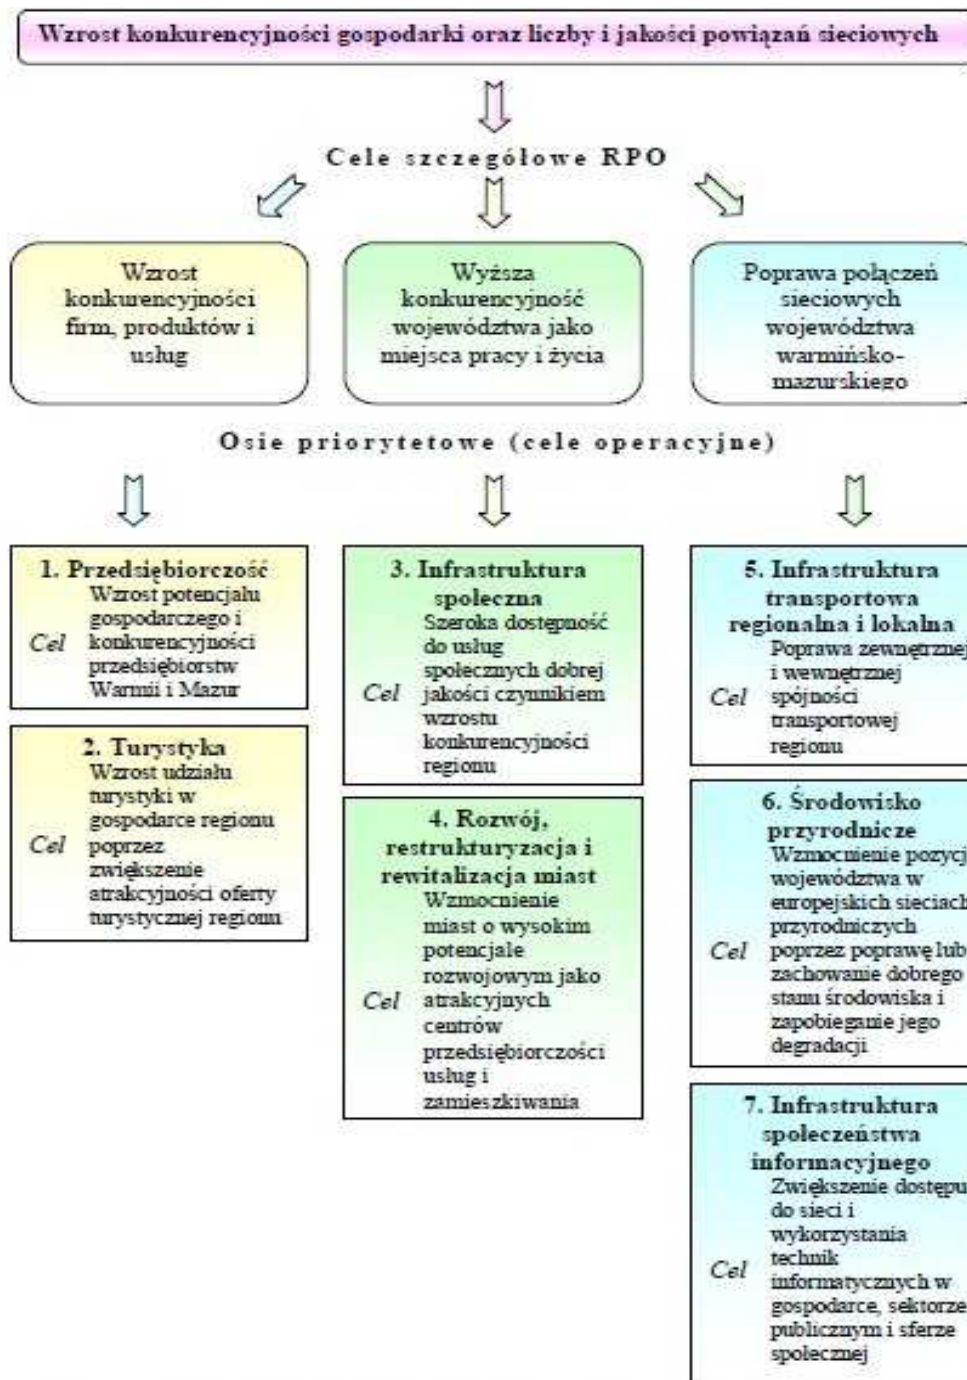 Wzrost konkurencyjności gospodarki oraz liczby i jakości powiązań sieciowych
Cele szczegółowe RPO
Wzrost
konkurencyjności
firm, produktów i
usług
Wyższa
konkurencyjność
województwa jako
miejsca pracy i życia
Poprawa połączeń
sieciowych
województwa
warmińsko-
mazurskiego
Osie priorytetowe (cele operacyjne)
1. Przedsiębiorczość
Cel
Wzrost potencjału
gospodarczego i
konkurencyjności
przedsiębiorstw
Warmii i Mazur
2. Turystyka
Cel
Wzrost udziału
turystyki w
gospodarce regionu
poprzez
zwiększenie
atrakcyjności oferty
turystycznej regionu
3. Infrastruktura
społeczna
Cel
Szeroka dostępność
do usług
społecznych dobrej
jakości czynnikiem
wzrostu
konkurencyjności
regionu
4. Rozwój,
restrukturyzacja i
rewitalizacja miast
Cel
Wzmocnienie
miast o wysokim
potencjale
rozwojowym jako
atrakcyjnych
centrów
przedsiębiorczości
usług i
zamieszkiwania
5. Infrastruktura
transportowa
regionalna i lokalna
Cel
Poprawa zewnętrznej
i wewnętrznej
spójności
transportowej
regionu
6. Środowisko
przyrodnicze
Cel
Wzmocnienie pozycji
województwa w
europejskich sieciach
przyrodniczych
poprzez poprawę lub
zachowanie dobrego
stanu środowiska i
zapobieganie jego
degradacji
7. Infrastruktura
społeczeństwa
informacyjnego
Cel
Zwiększenie dostępu
do sieci i
wykorzystania
technik
informatycznych w
gospodarce, sektorze
publicznym i sferze
społecznej